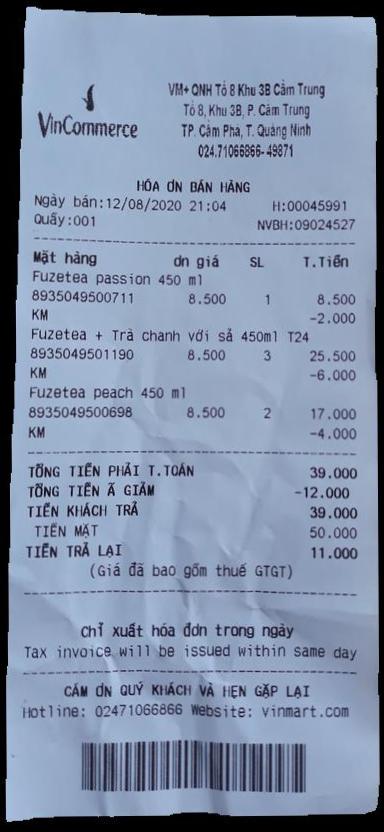 VinCommerce
VM+ QNH Tổ 8 Khu 3B Cẩm Trung
Tổ 8, Khu 3B, P. Cẩm Trung
TP. Cẩm Phả, T. Quảng Ninh
024.71066866-49871
HÓA ƠN BÁN HÀNG
Ngày bán:12/08/2020 21:04 H:00045991
Quầy:001 NVBH:09024527
Mặt hàng ơn giá SL T.Tiền
Fuzetea passion 450 ml
8935049500711 8.500 1 8.500
KM -2.000
Fuzetea + Trà chanh với sả 450ml T24
8935049501190 8.500 3 25.500
KM -6.000
Fuzetea peach 450 ml
8935049500698 8.500 2 17.000
KM -4.000
TỔNG TIỀN PHẢI T.TOÁN 39.000
TỔNG TIỀN Ã GIẢM -12.000
TIỀN KHÁCH TRẢ 39.000
TIỀN MẶT 50.000
TIỀN TRẢ LẠI 11.000
(Giá đã bao gồm thuế GTGT)
Chỉ xuất hóa đơn trong ngày
Tax invoice will be issued within same day
CẢM ƠN QUÝ KHÁCH VÀ HẸN GẶP LẠI
Hotline: 02471066866 Website: vinmart.com